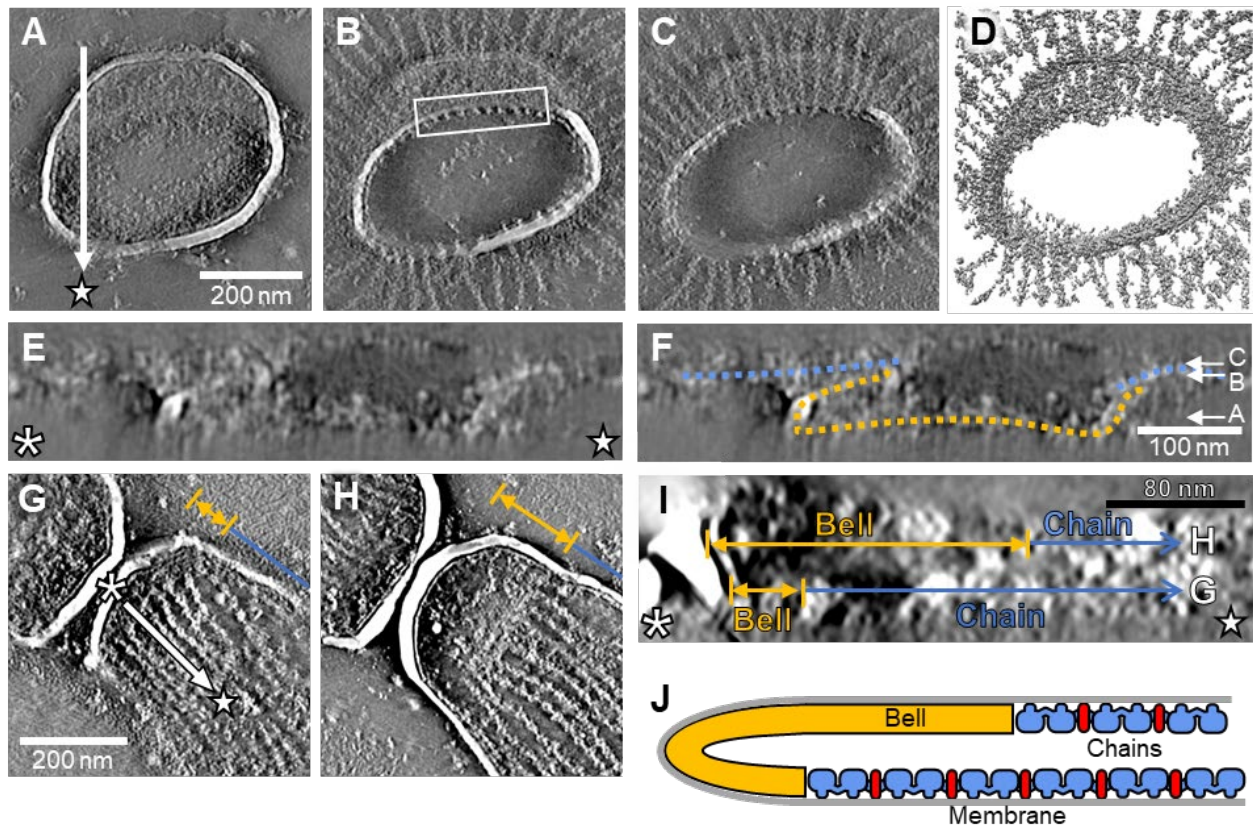 A
B
C
D
200 nm
E
F
C
B
A
100 nm
G
H
I
80 nm
Bell
Chain
H
Bell
Chain
G
200 nm
J
Bell
Chains
Membrane